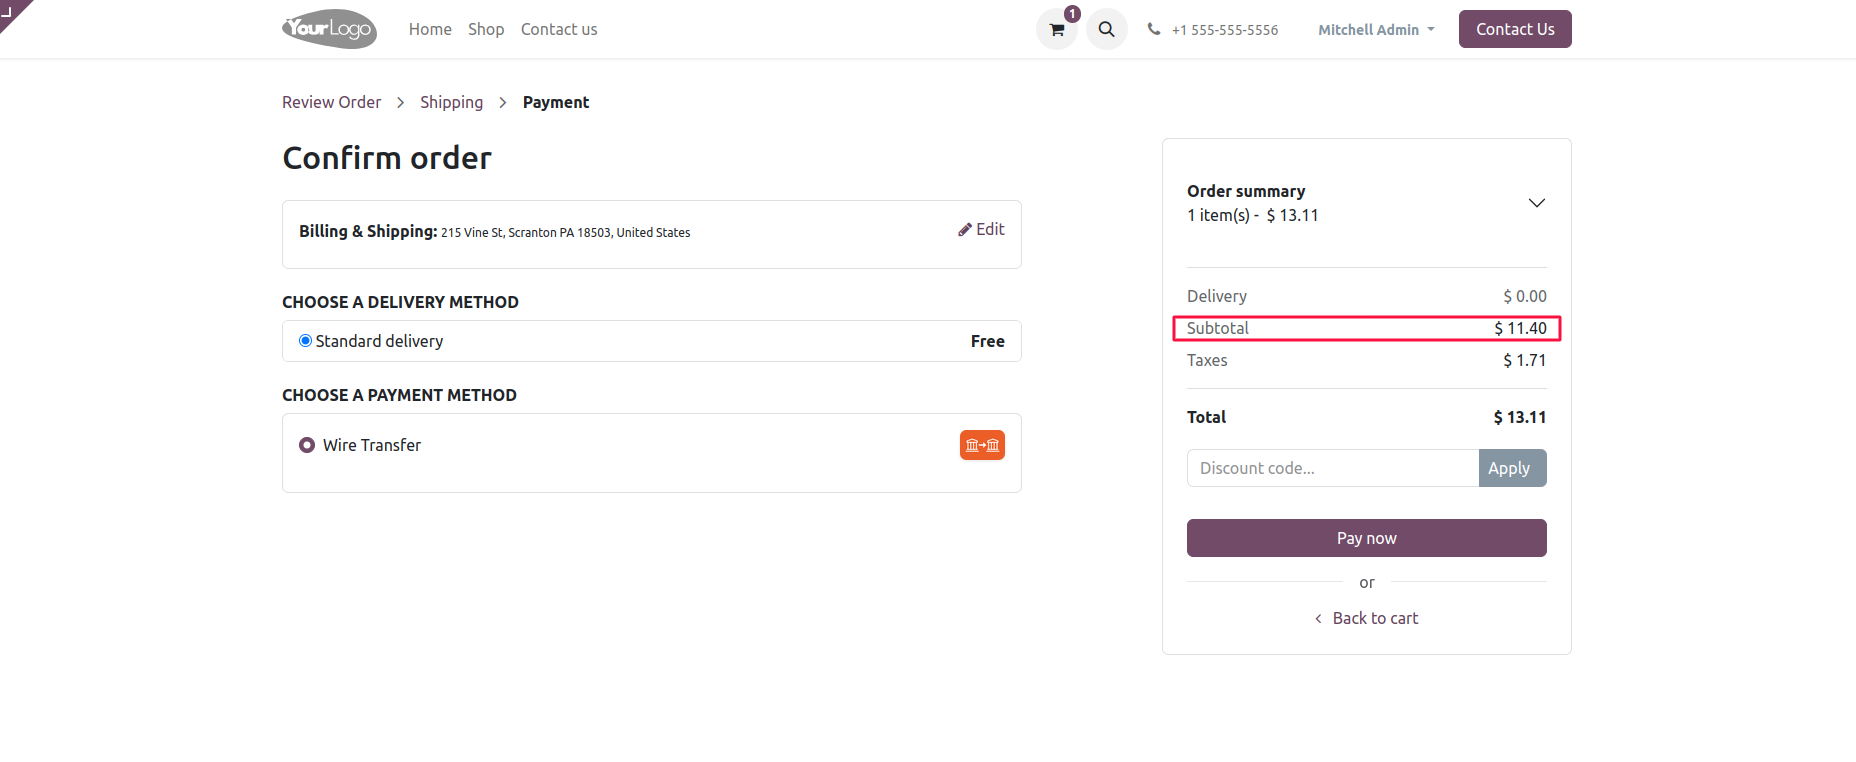 YourLogo
Home Shop Contact us
1
+1 555-555-5556
Mitchell Admin
Contact Us
Review Order > Shipping > Payment
Confirm order
Billing & Shipping: 215 Vine St, Scranton PA 18503, United States
Edit
CHOOSE A DELIVERY METHOD
Standard delivery Free
CHOOSE A PAYMENT METHOD
Wire Transfer
Order summary
1 item(s) - $ 13.11
Delivery $ 0.00
Subtotal $ 11.40
Taxes $ 1.71
Total $ 13.11
Discount code... Apply
Pay now
or
< Back to cart